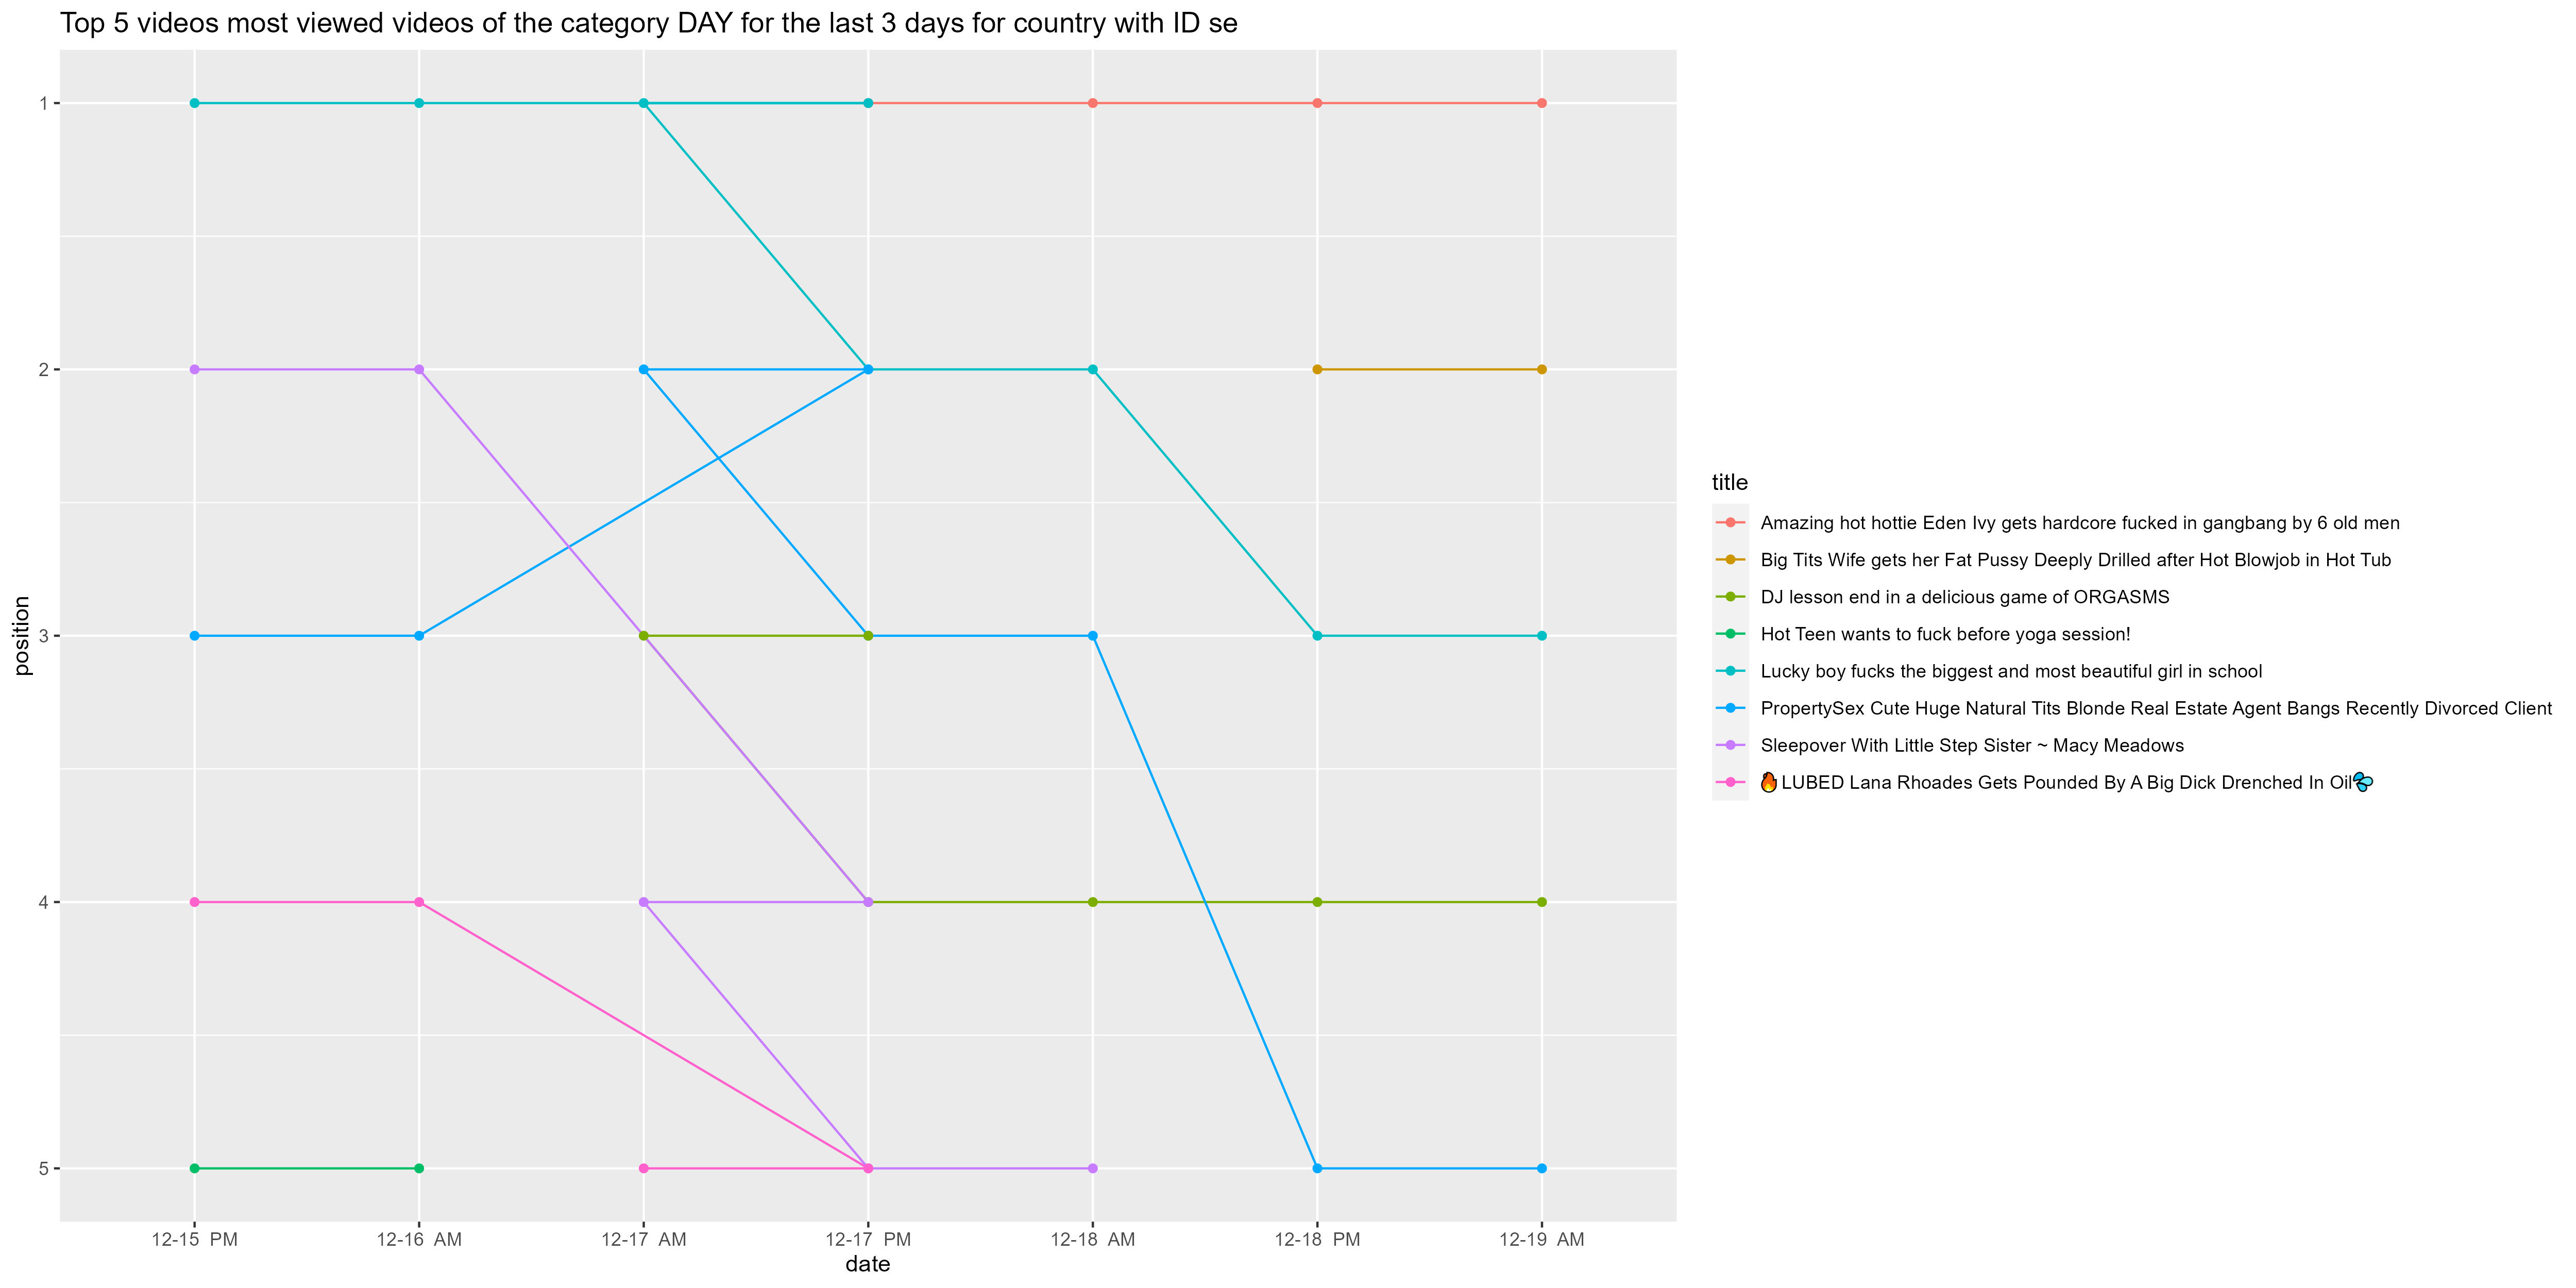 Top 5 videos most viewed videos of the category DAY for the last 3 days for country with ID se
1
2
3
4
5
position
12-15 PM
12-16 AM
12-17 AM
12-17 PM
12-18 AM
12-18 PM
12-19 AM
date
title
Amazing hot hottie Eden Ivy gets hardcore fucked in gangbang by 6 old men
Big Tits Wife gets her Fat Pussy Deeply Drilled after Hot Blowjob in Hot Tub
DJ lesson end in a delicious game of ORGASMS
Hot Teen wants to fuck before yoga session!
Lucky boy fucks the biggest and most beautiful girl in school
PropertySex Cute Huge Natural Tits Blonde Real Estate Agent Bangs Recently Divorced Client
Sleepover With Little Step Sister ~ Macy Meadows
🔥LUBED Lana Rhoades Gets Pounded By A Big Dick Drenched In Oil💦